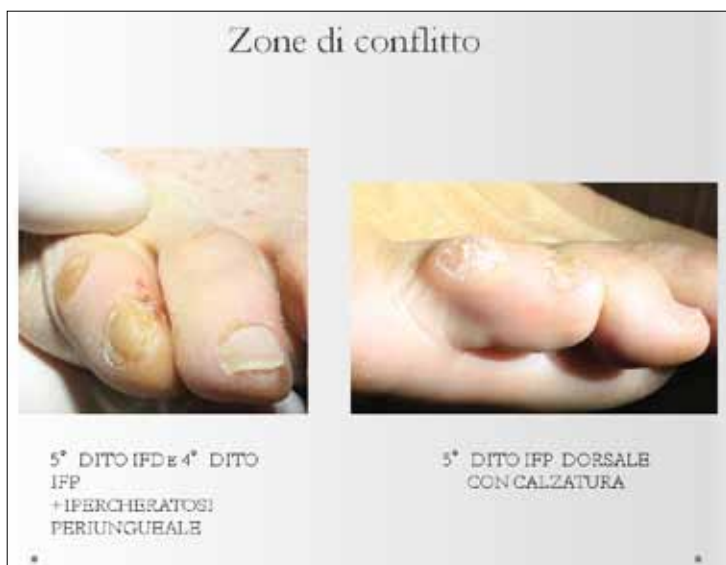 Zone di conflitto
5° DITO IFD E 4° DITO
IFP
+IPERCHERATOSI
PERIUNGUEALE
5° DITO IFP DORSALE
CON CALZATURA